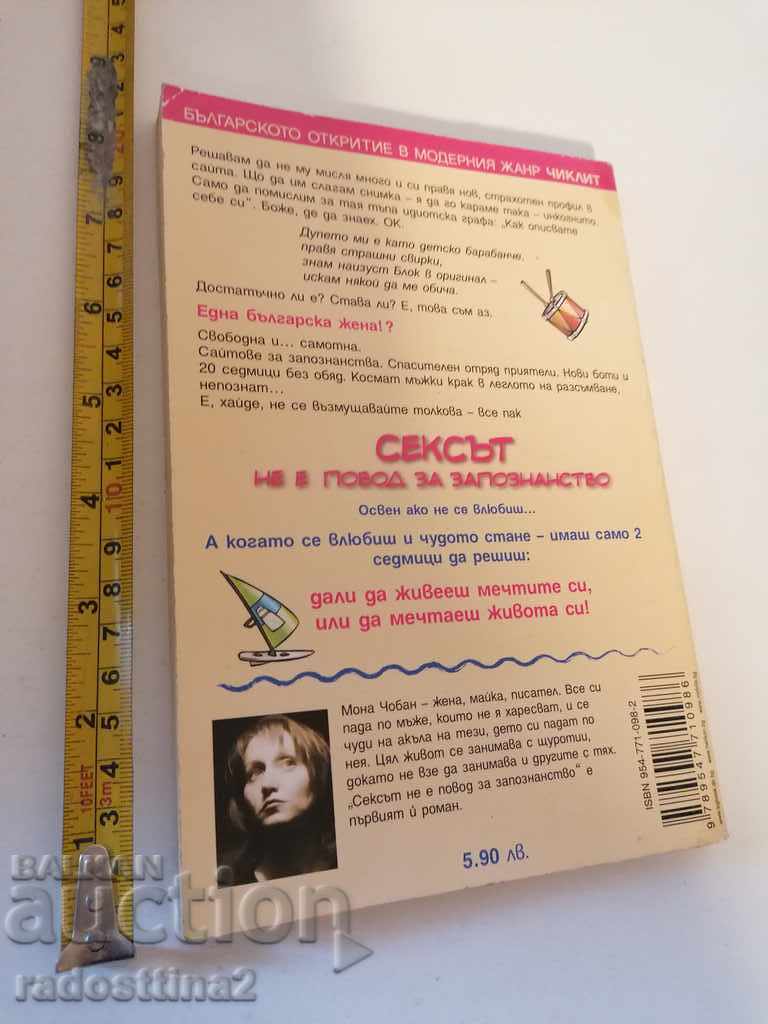 БЪЛГАРСКОТО ОТКРИТИЕ В МОДЕРНИЯ ЖАНР ЧИКЛИТ
Решавам да не му мисля много и си правя нов, страхотен профил в
сайта. Що да им слагам снимка – я да го караме така – инкогнито.
Само да помислим за тая тъпа идиотска графа: „Как описвате
себе си“. Боже, де да знаех. ОК.
Дупето ми е като детско барабанче,
правя страшни свирки,
знам наизуст Блок в оригинал –
искам някой да ме обича.
Достатъчно ли е? Става ли? Е, това съм аз.
Една българска жена!?
Свободна и... самотна.
Сайтове за запознанства. Спасителен отряд приятели. Нови боти и
20 седмици без обяд. Космат мъжки крак в леглото на разсъмване,
непознат...
Е, хайде, не се възмущавайте толкова – все пак
СЕКСЪТ
НЕ Е ПОВОД ЗА ЗАПОЗНАНСТВО
Освен ако не се влюбиш...
А когато се влюбиш и чудото стане – имаш само 2
седмици да решиш:
дали да живееш мечтите си,
или да мечтаеш живота си!
Мона Чобан – жена, майка, писател. Все си
пада по мъже, които не я харесват, и се
чуди на акъла на тези, дето си падат по
нея. Цял живот се занимава с щуротии,
докато не взе да занимава и другите с тях.
„Сексът не е повод за запознанство“ е
първият ѝ роман.
5.90 лв.
ISBN 954-771-098-2
9 789547 710986
10FEET
3m
BALKAN
auction
radosttina2